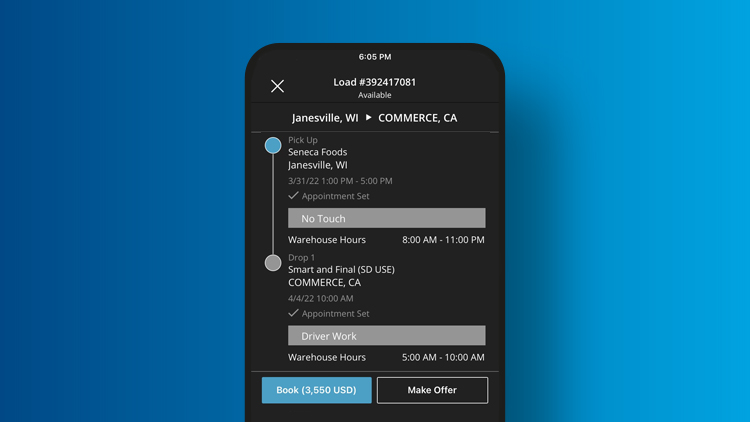 6:05 PM
Load #392417081
Available
Janesville, WI ▶ COMMERCE, CA
Pick Up
Seneca Foods
Janesville, WI
3/31/22 1:00 PM - 5:00 PM
Appointment Set
No Touch
Warehouse Hours 8:00 AM - 11:00 PM
Drop 1
Smart and Final (SD USE)
COMMERCE, CA
4/4/22 10:00 AM
Appointment Set
Driver Work
Warehouse Hours 5:00 AM - 10:00 AM
Book (3,550 USD) Make Offer